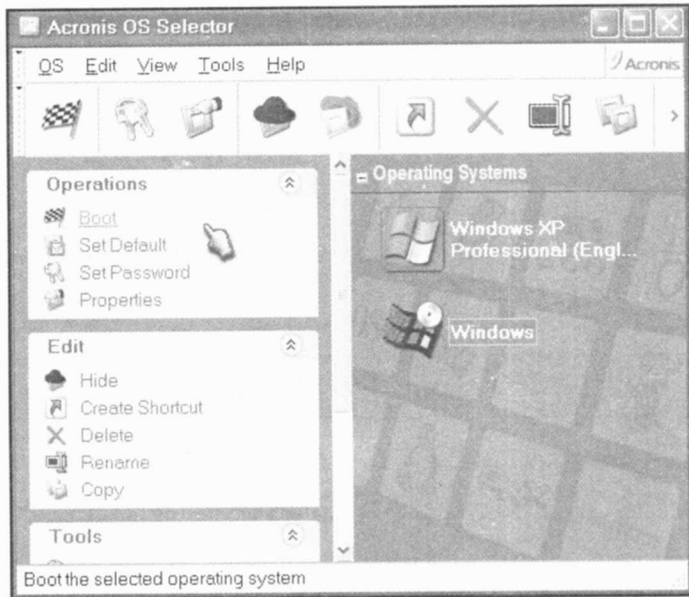 Acronis OS Selector
OS Edit View Tools Help
Acronis
Operations
Boot
Set Default
Set Password
Properties
Edit
Hide
Create Shortcut
Delete
Rename
Copy
Tools
Operating Systems
Windows XP
Professional (Engl...
Windows
Boot the selected operating system